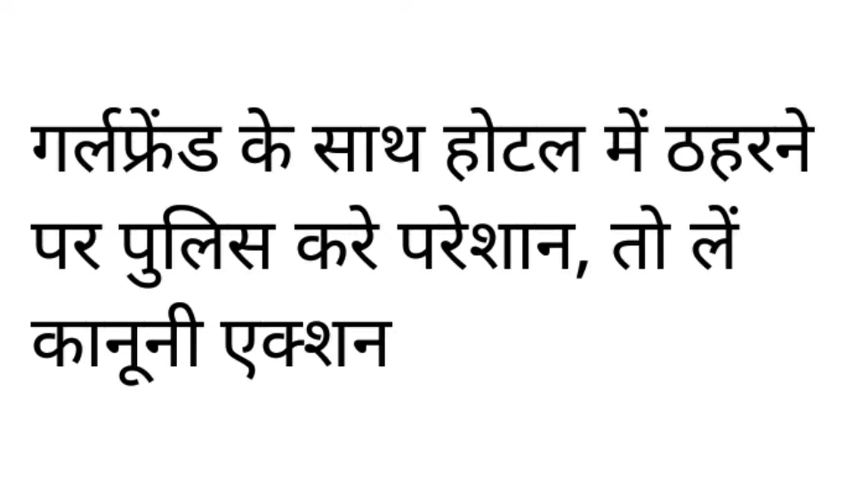 गर्लफ्रेंड के साथ होटल में ठहरने
पर पुलिस करे परेशान, तो लें
कानूनी एक्शन